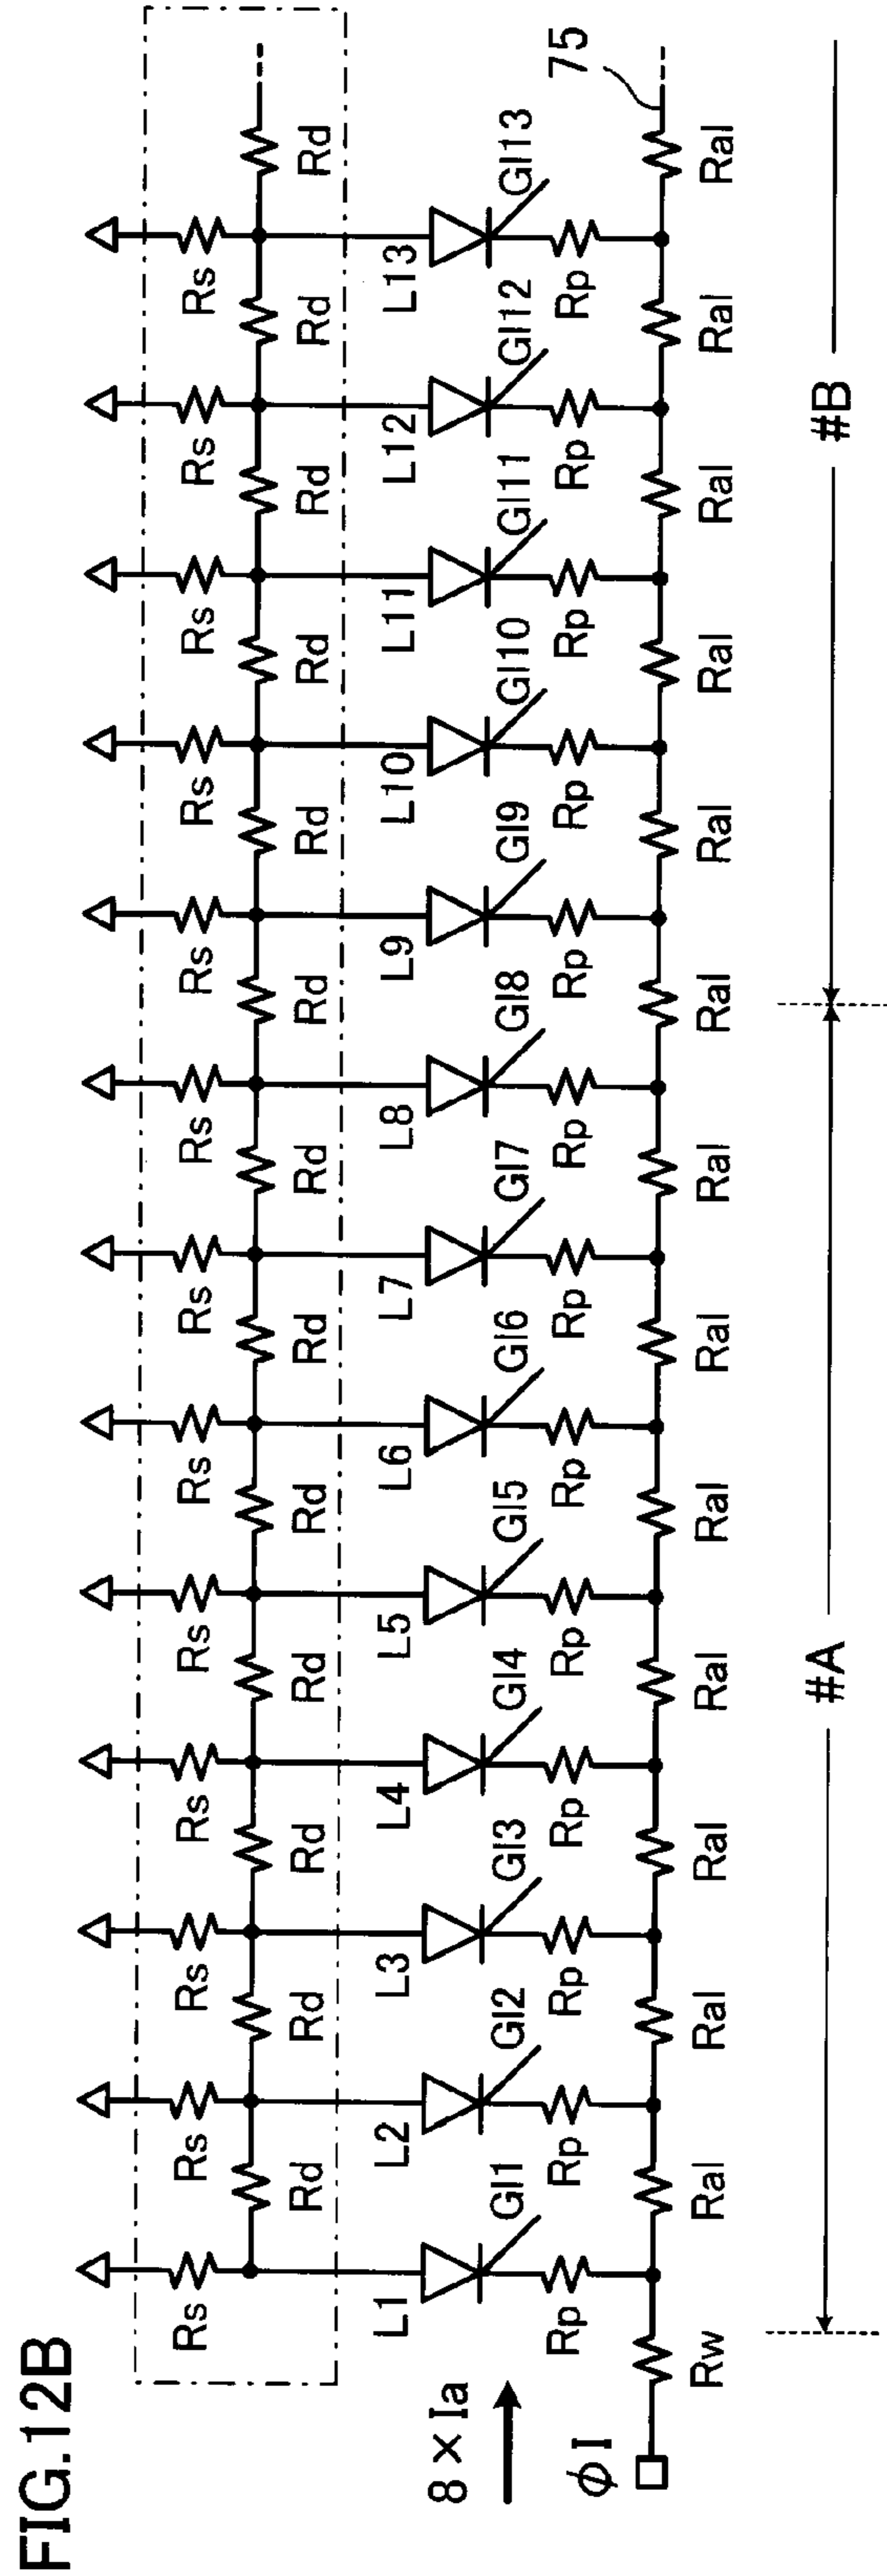 FIG.12B
Rs Rs Rs Rs Rs Rs Rs Rs Rs Rs Rs Rs Rs
Rd Rd Rd Rd Rd Rd Rd Rd Rd Rd Rd Rd Rd
L1 L2 L3 L4 L5 L6 L7 L8 L9 L10 L11 L12 L13
8×Ia
Gl1 Gl2 Gl3 Gl4 Gl5 Gl6 Gl7 Gl8 Gl9 Gl10 Gl11 Gl12 Gl13
75
Rp Rp Rp Rp Rp Rp Rp Rp Rp Rp Rp Rp Rp
φI
Rw Ral Ral Ral Ral Ral Ral Ral Ral Ral Ral Ral Ral Ral
#A #B